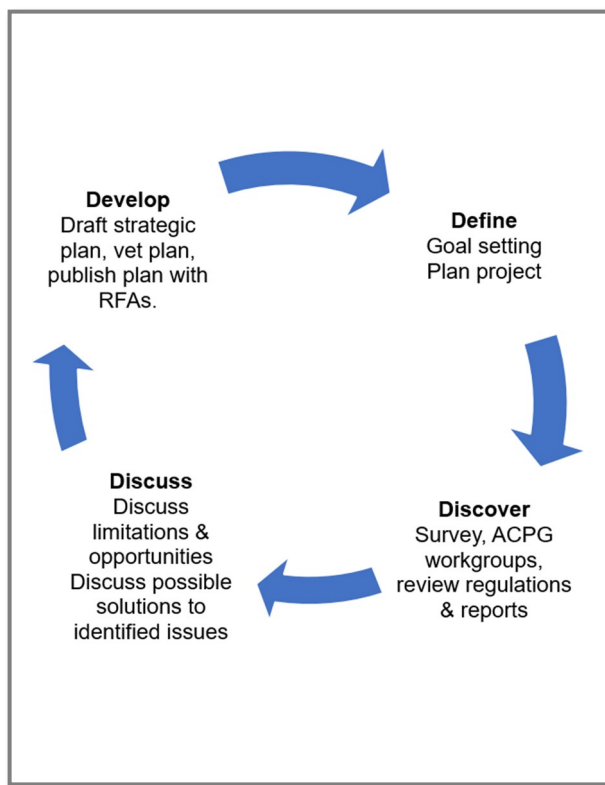 Develop
Draft strategic
plan, vet plan,
publish plan with
RFAs.
Define
Goal setting
Plan project
Discover
Survey, ACPG
workgroups,
review regulations
& reports
Discuss
Discuss
limitations &
opportunities
Discuss possible
solutions to
identified issues